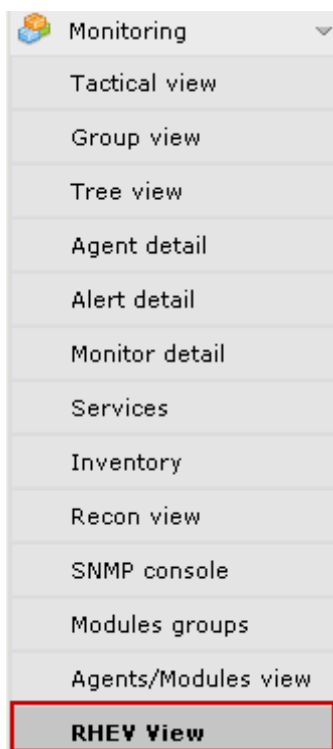 Monitoring
Tactical view
Group view
Tree view
Agent detail
Alert detail
Monitor detail
Services
Inventory
Recon view
SNMP console
Modules groups
Agents/Modules view
RHEV View